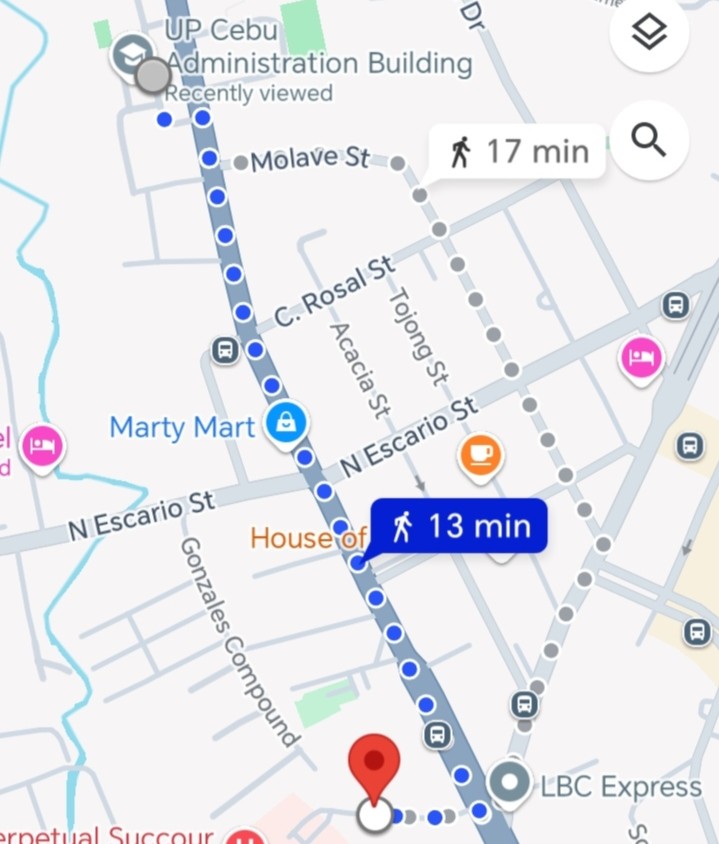 Dr
UP Cebu
Administration Building
Recently viewed
Molave St
17 min
C. Rosal St
Tojong St
Acacia St
Marty Mart
N Escario St
el
d
N Escario St
House of
13 min
Gonzales Compound
LBC Express
erpetual Succour
Sc